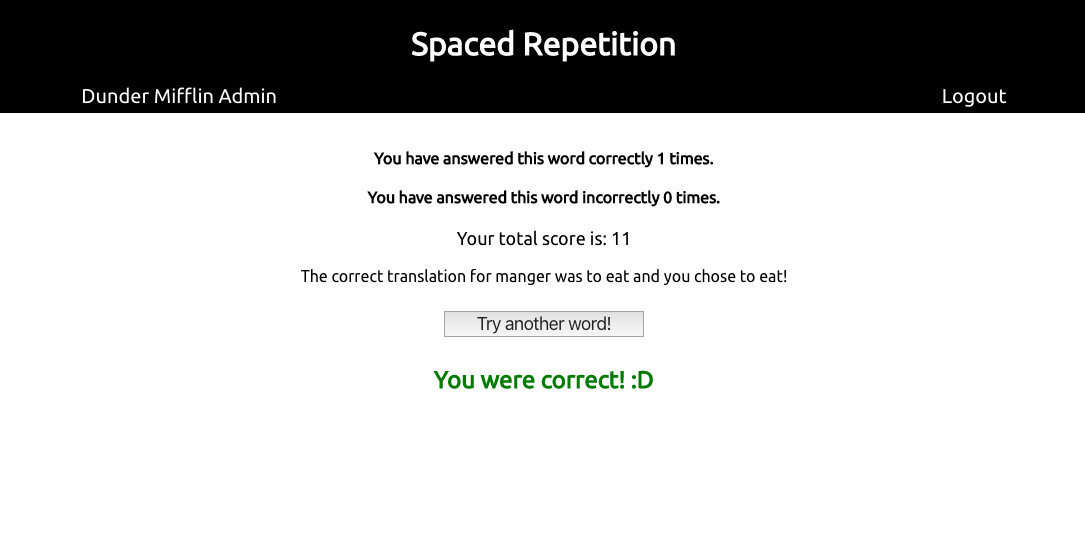 Spaced Repetition
Dunder Mifflin Admin
Logout
You have answered this word correctly 1 times.
You have answered this word incorrectly 0 times.
Your total score is: 11
The correct translation for manger was to eat and you chose to eat!
Try another word!
You were correct! :D